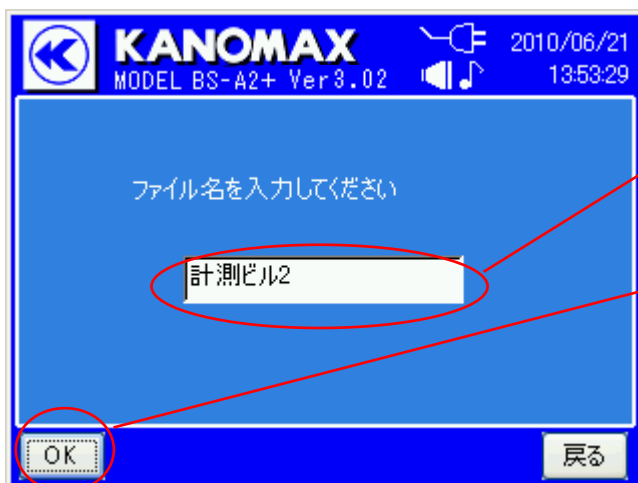 KANOMAX
MODEL BS-A2+ Ver3.02
2010/06/21
13:53:29
ファイル名を入力してください
計測ビル2
OK
戻る